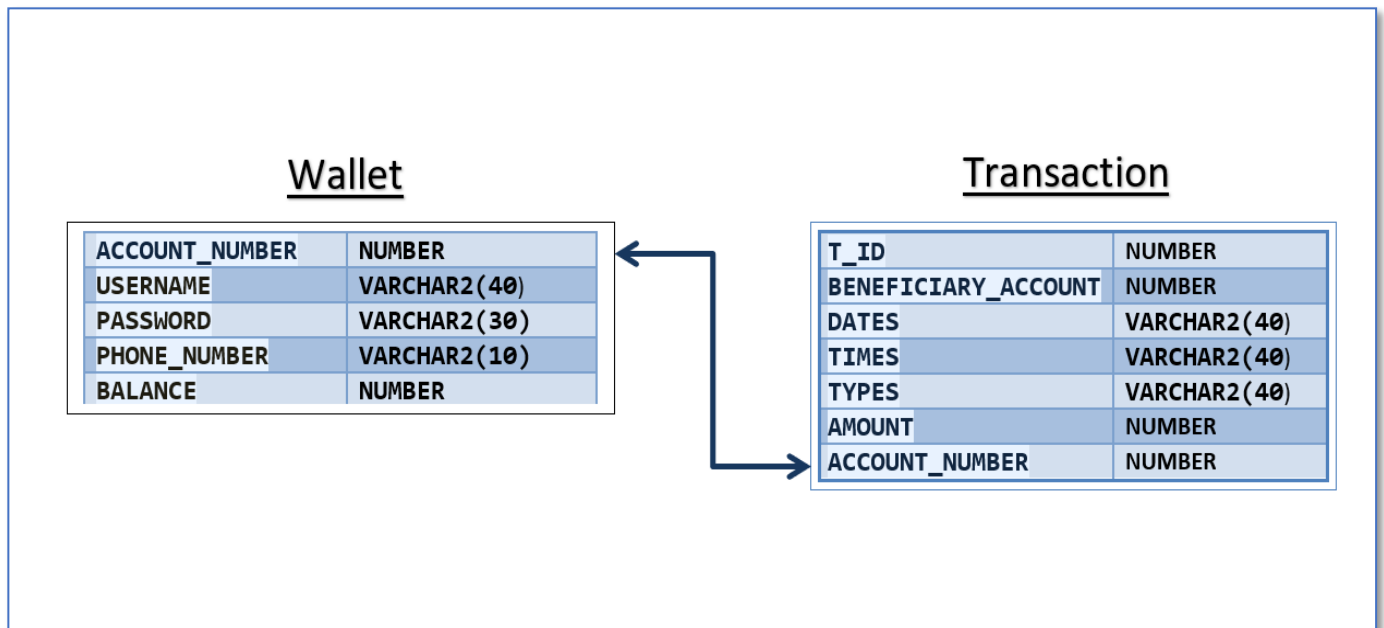 Wallet
ACCOUNT_NUMBER NUMBER
USERNAME VARCHAR2(40)
PASSWORD VARCHAR2(30)
PHONE_NUMBER VARCHAR2(10)
BALANCE NUMBER
Transaction
T_ID NUMBER
BENEFICIARY_ACCOUNT NUMBER
DATES VARCHAR2(40)
TIMES VARCHAR2(40)
TYPES VARCHAR2(40)
AMOUNT NUMBER
ACCOUNT_NUMBER NUMBER